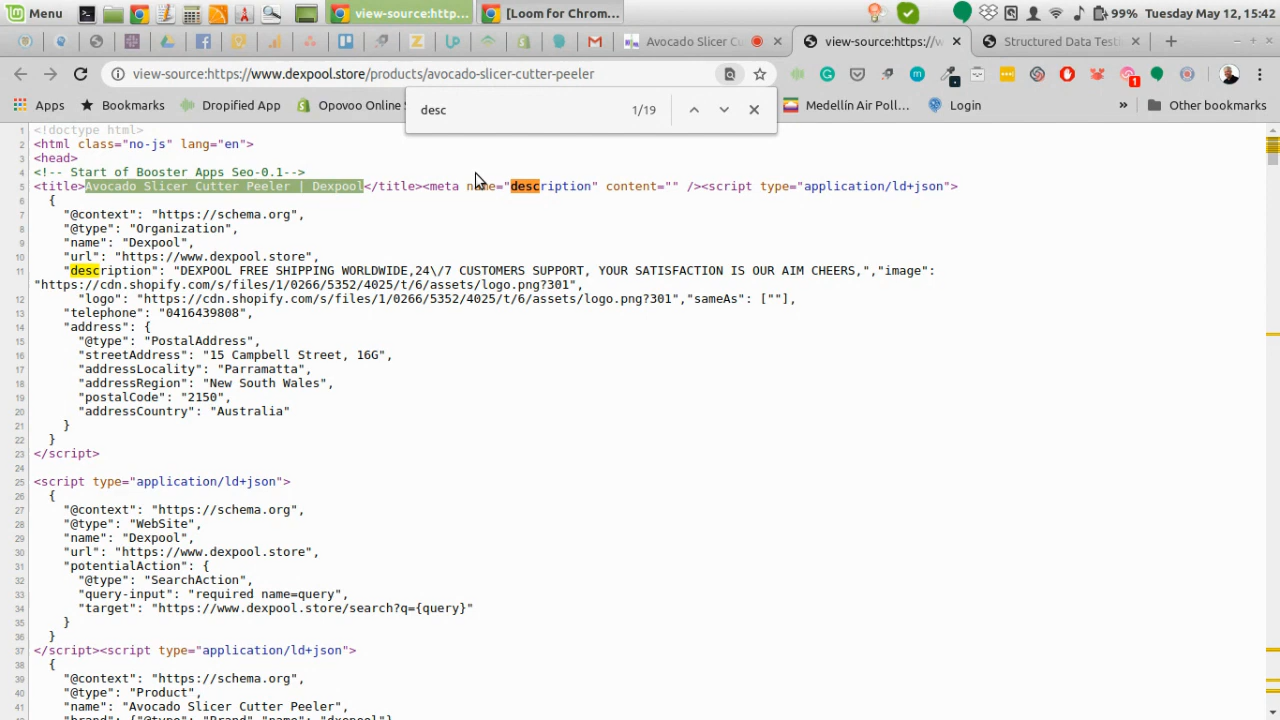 Menu
view-source:http...
[Loom for Chrom...
99%
Tuesday May 12, 15:42
Avocado Slicer Cu
view-source:https://w
Structured Data Testi
view-source:https://www.dexpool.store/products/avocado-slicer-cutter-peeler
1
Apps
Bookmarks
Dropified App
Opovoo Online S
Medellín Air Pol...
Login
»
Other bookmarks
desc
1/19
1 <!doctype html>
2 <html class="no-js" lang="en">
3 <head>
4 <!-- Start of Booster Apps Seo-0.1-->
5 <title>Avocado Slicer Cutter Peeler | Dexpool</title><meta name="description" content="" /><script type="application/ld+json">
6 {
7 "@context": "https://schema.org",
8 "@type": "Organization",
9 "name": "Dexpool",
10 "url": "https://www.dexpool.store",
11 "description": "DEXPOOL FREE SHIPPING WORLDWIDE,24\/7 CUSTOMERS SUPPORT, YOUR SATISFACTION IS OUR AIM CHEERS,","image":
"https://cdn.shopify.com/s/files/1/0266/5352/4025/t/6/assets/logo.png?301",
12 "logo": "https://cdn.shopify.com/s/files/1/0266/5352/4025/t/6/assets/logo.png?301","sameAs": [""],
13 "telephone": "0416439808",
14 "address": {
15 "@type": "PostalAddress",
16 "streetAddress": "15 Campbell Street, 16G",
17 "addressLocality": "Parramatta",
18 "addressRegion": "New South Wales",
19 "postalCode": "2150",
20 "addressCountry": "Australia"
21 }
22 }
23 </script>
24
25 <script type="application/ld+json">
26 {
27 "@context": "https://schema.org",
28 "@type": "WebSite",
29 "name": "Dexpool",
30 "url": "https://www.dexpool.store",
31 "potentialAction": {
32 "@type": "SearchAction",
33 "query-input": "required name=query",
34 "target": "https://www.dexpool.store/search?q={query}"
35 }
36 }
37 </script><script type="application/ld+json">
38 {
39 "@context": "https://schema.org",
40 "@type": "Product",
41 "name": "Avocado Slicer Cutter Peeler",
42 "brand": {"@type": "Brand","name": "dexpool"},